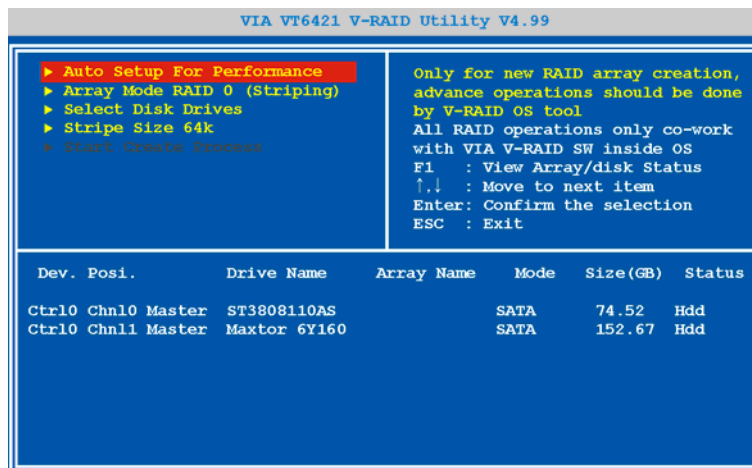 VIA VT6421 V-RAID Utility V4.99
▶ Auto Setup For Performance
▶ Array Mode RAID 0 (Striping)
▶ Select Disk Drives
▶ Stripe Size 64k
▶ Start Create Process
Only for new RAID array creation,
advance operations should be done
by V-RAID OS tool
All RAID operations only co-work
with VIA V-RAID SW inside OS
F1 : View Array/disk Status
↑.↓ : Move to next item
Enter: Confirm the selection
ESC : Exit
Dev. Posi. Drive Name Array Name Mode Size(GB) Status
Ctrl0 Chnl0 Master ST3808110AS SATA 74.52 Hdd
Ctrl0 Chnl1 Master Maxtor 6Y160 SATA 152.67 Hdd